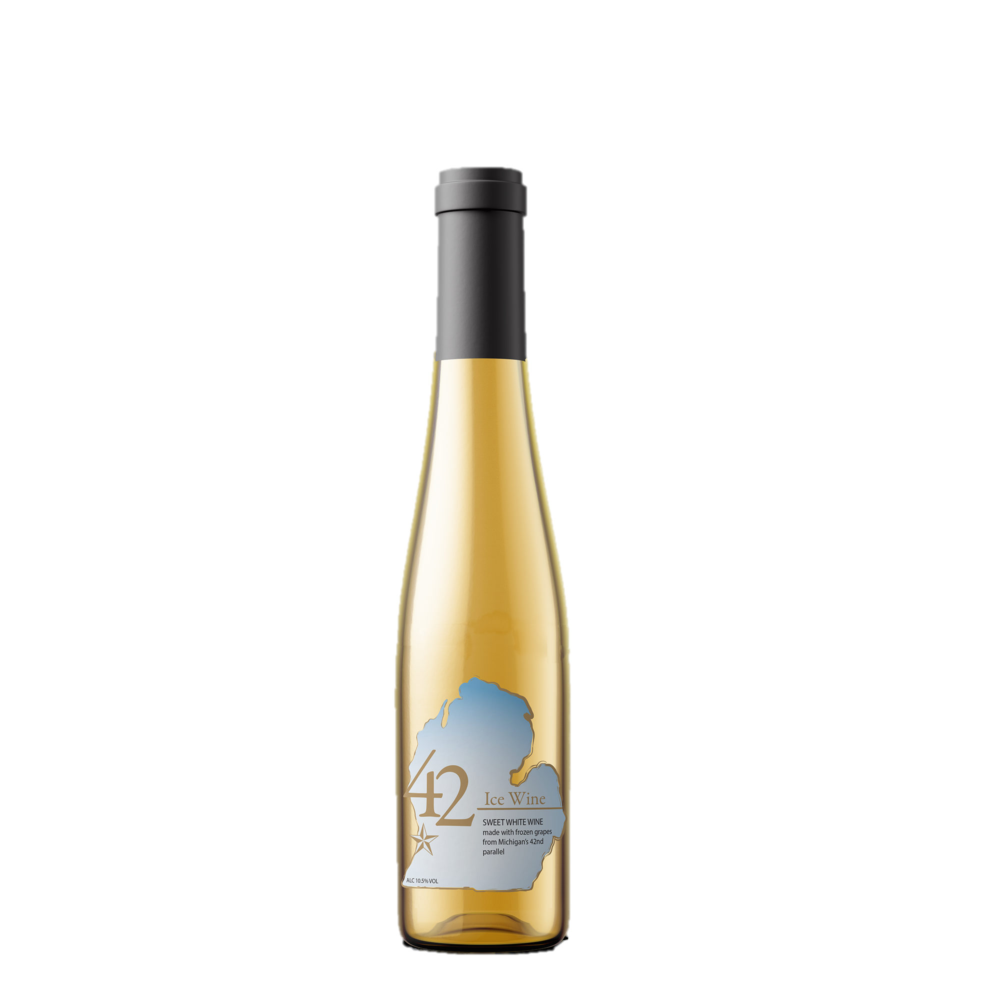 42
Ice Wine
SWEET WHITE WINE
made with frozen grapes
from Michigan's 42nd
parallel
ALC 10.5% VOL